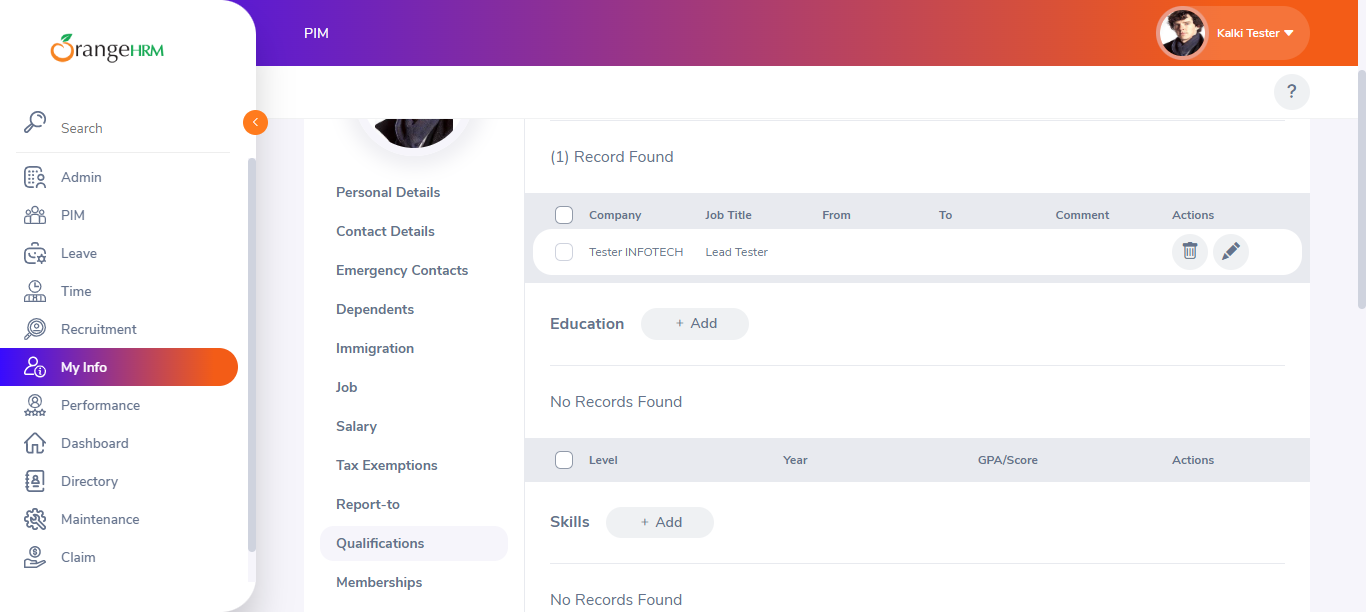 OrangeHRM
PIM
Kalki Tester
?
Search
Admin
PIM
Leave
Time
Recruitment
My Info
Performance
Dashboard
Directory
Maintenance
Claim
Personal Details
Contact Details
Emergency Contacts
Dependents
Immigration
Job
Salary
Tax Exemptions
Report-to
Qualifications
Memberships
(1) Record Found
Company Job Title From To Comment Actions
Tester INFOTECH Lead Tester
Education + Add
No Records Found
Level Year GPA/Score Actions
Skills + Add
No Records Found